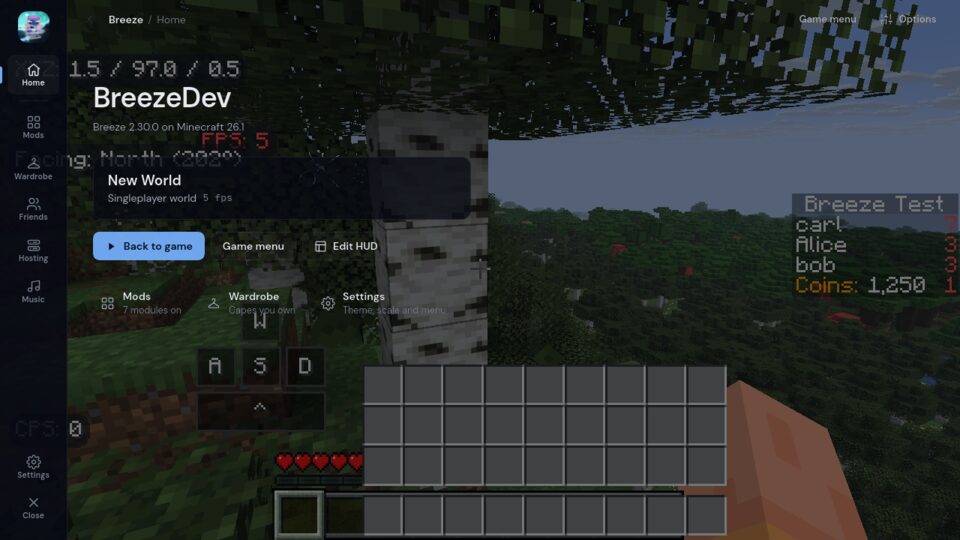 Breeze / Home
Game menu
Options
XYZ: 1.5 / 97.0 / 0.5
Home
BreezeDev
Breeze 2.30.0 on Minecraft 26.1
FPS: 5
Mods
Facing: North (202°)
Wardrobe
New World
Singleplayer world 5 fps
Friends
Hosting
Music
Back to game
Game menu
Edit HUD
Mods
7 modules on
Wardrobe
Capes you own
Settings
Theme, scale and menu
Breeze Test
carl 7
Alice 3
bob 3
Coins: 1,250 1
W
A S D
^
CPS: 0
Settings
Close